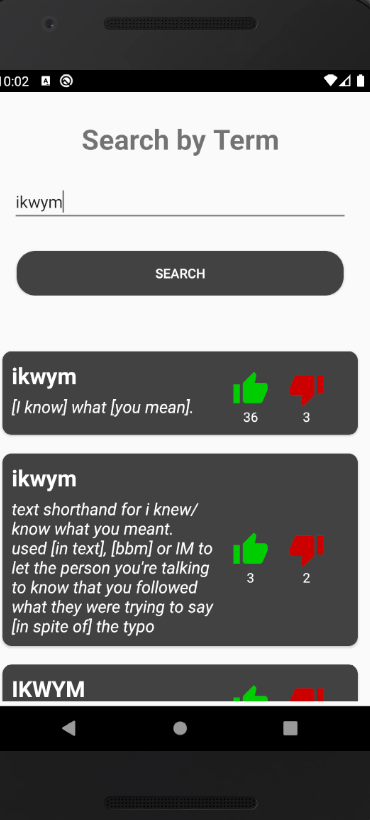 10:02
Search by Term
ikwym
SEARCH
ikwym
[I know] what [you mean].
36
3
ikwym
text shorthand for i knew/
know what you meant.
used [in text], [bbm] or IM to
let the person you're talking
to know that you followed
what they were trying to say
[in spite of] the typo
3
2
IKWYM